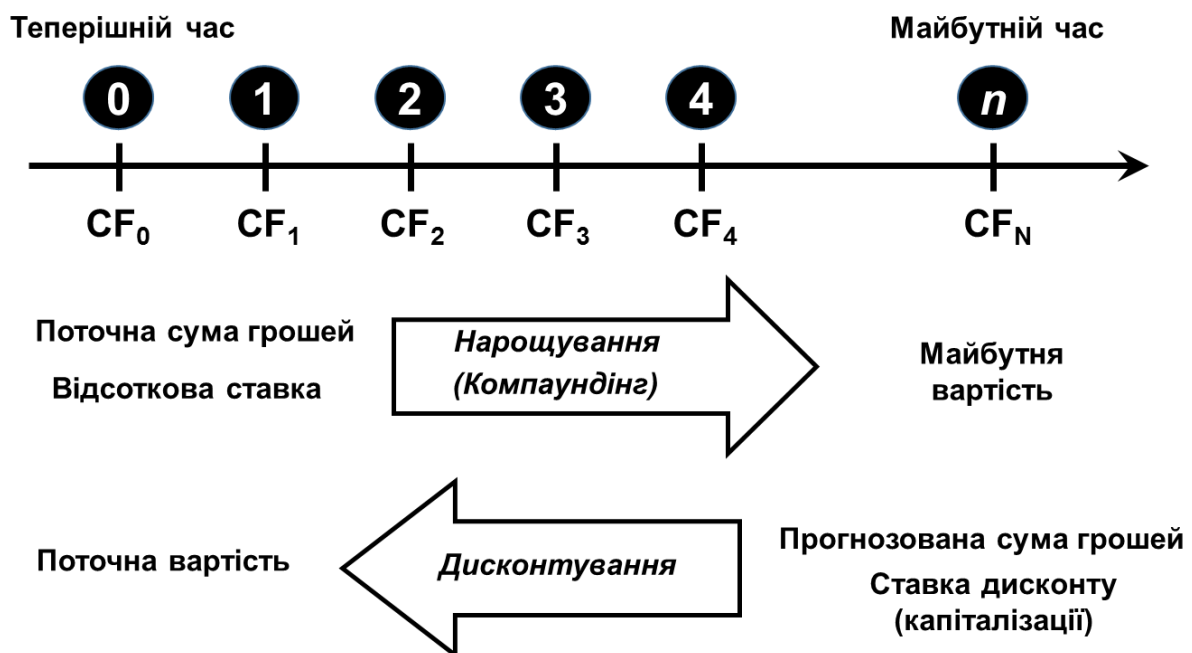 Теперішній час
Майбутній час
0 1 2 3 4 n
CF₀ CF₁ CF₂ CF₃ CF₄ CF_N
Поточна сума грошей
Відсоткова ставка
Нарощування
(Компаундінг)
Майбутня
вартість
Поточна вартість
Дисконтування
Прогнозована сума грошей
Ставка дисконту
(капіталізації)